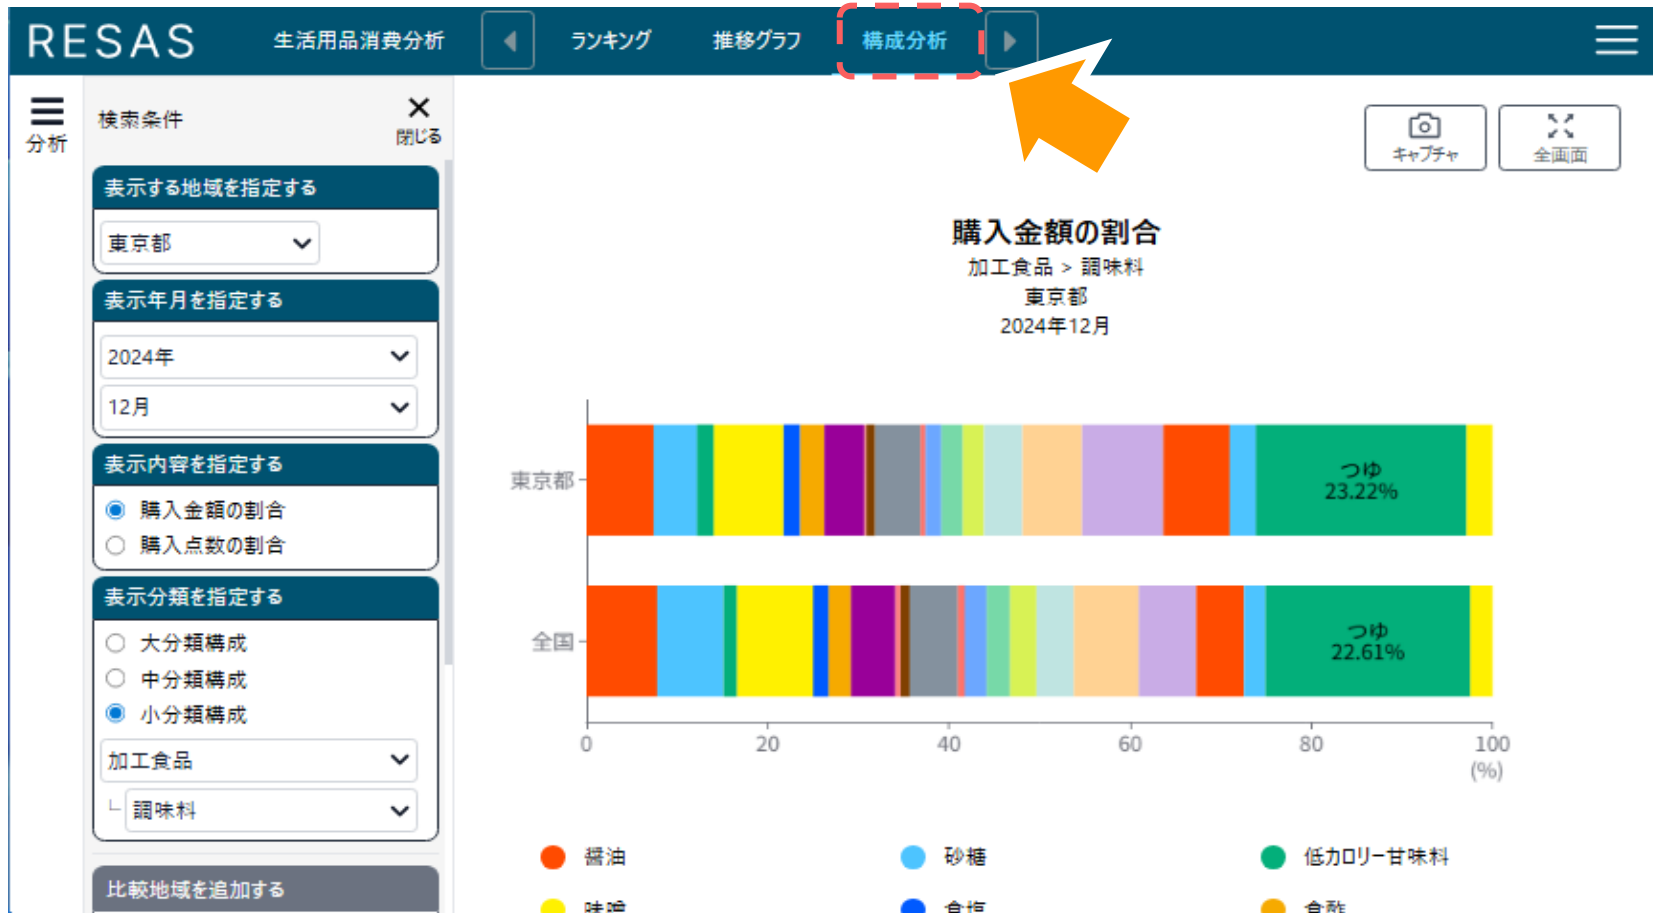 RESAS
生活用品消費分析
ランキング
推移グラフ
構成分析
分析
検索条件
閉じる
キャプチャ
全画面
表示する地域を指定する
東京都
表示年月を指定する
2024年
12月
表示内容を指定する
購入金額の割合
購入点数の割合
表示分類を指定する
大分類構成
中分類構成
小分類構成
加工食品
調味料
比較地域を追加する
購入金額の割合
加工食品 > 調味料
東京都
2024年12月
東京都
つゆ
23.22%
全国
つゆ
22.61%
0 20 40 60 80 100
(%)
醤油 砂糖 低カロリー甘味料
味噌 食塩 食酢